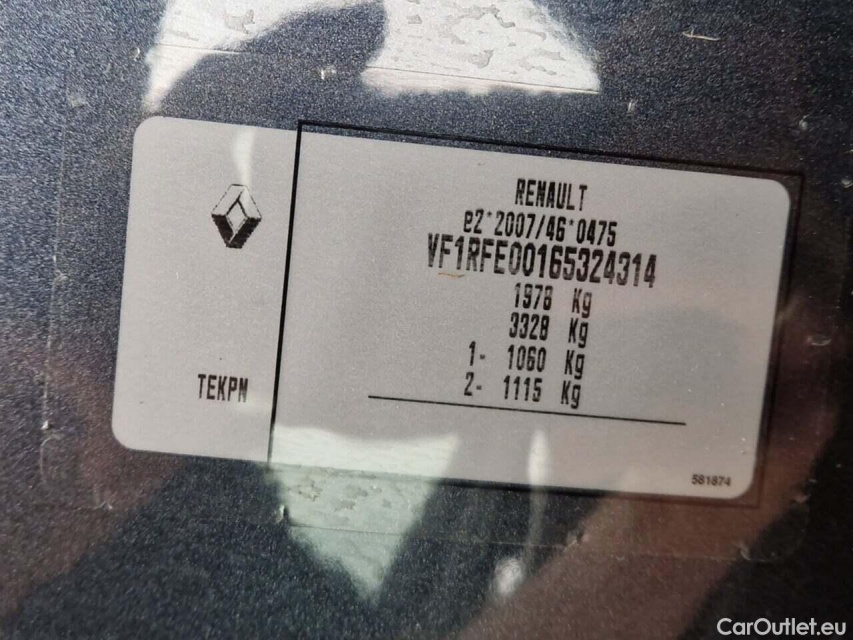 RENAULT
e2*2007/46*0475
VF1RFE00165324314
1978 Kg
3328 Kg
1- 1060 Kg
2- 1115 Kg
TEKPN
581874
CarOutlet.eu